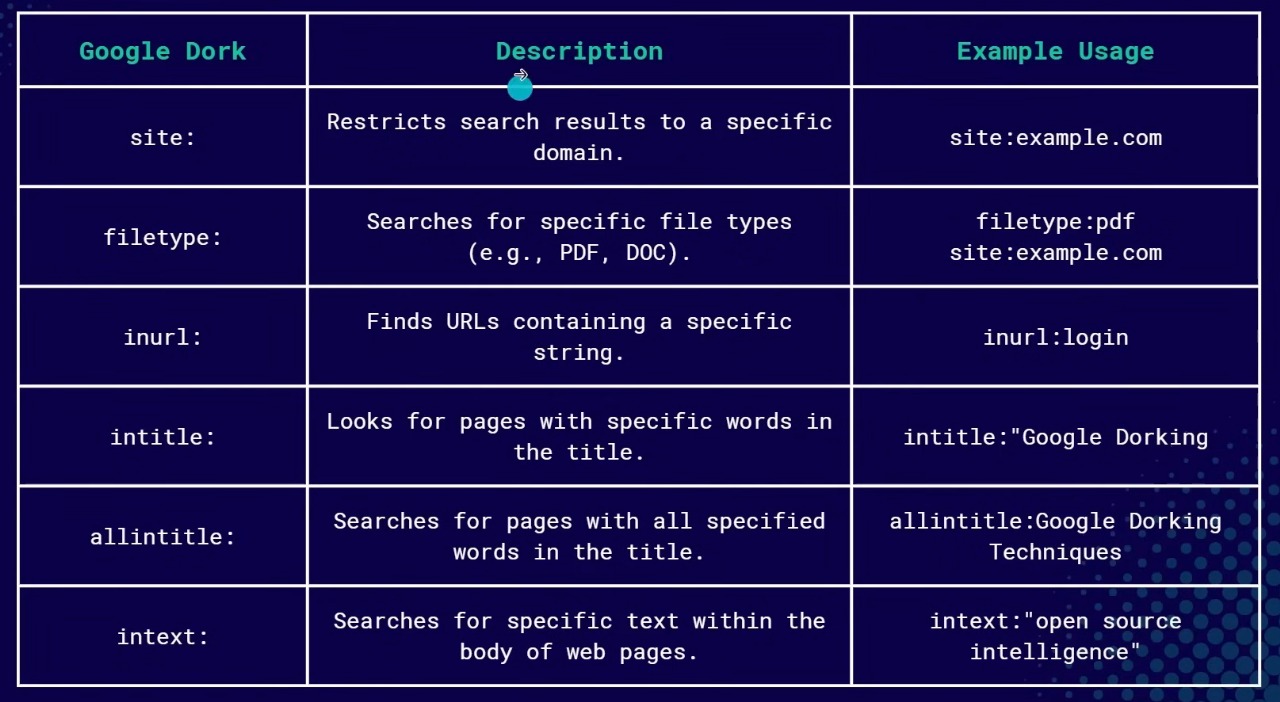 Google Dork
Description
Example Usage
site:
Restricts search results to a specific
domain.
site:example.com
filetype:
Searches for specific file types
(e.g., PDF, DOC).
filetype:pdf
site:example.com
inurl:
Finds URLs containing a specific
string.
inurl:login
intitle:
Looks for pages with specific words in
the title.
intitle:"Google Dorking
allintitle:
Searches for pages with all specified
words in the title.
allintitle:Google Dorking
Techniques
intext:
Searches for specific text within the
body of web pages.
intext:"open source
intelligence"